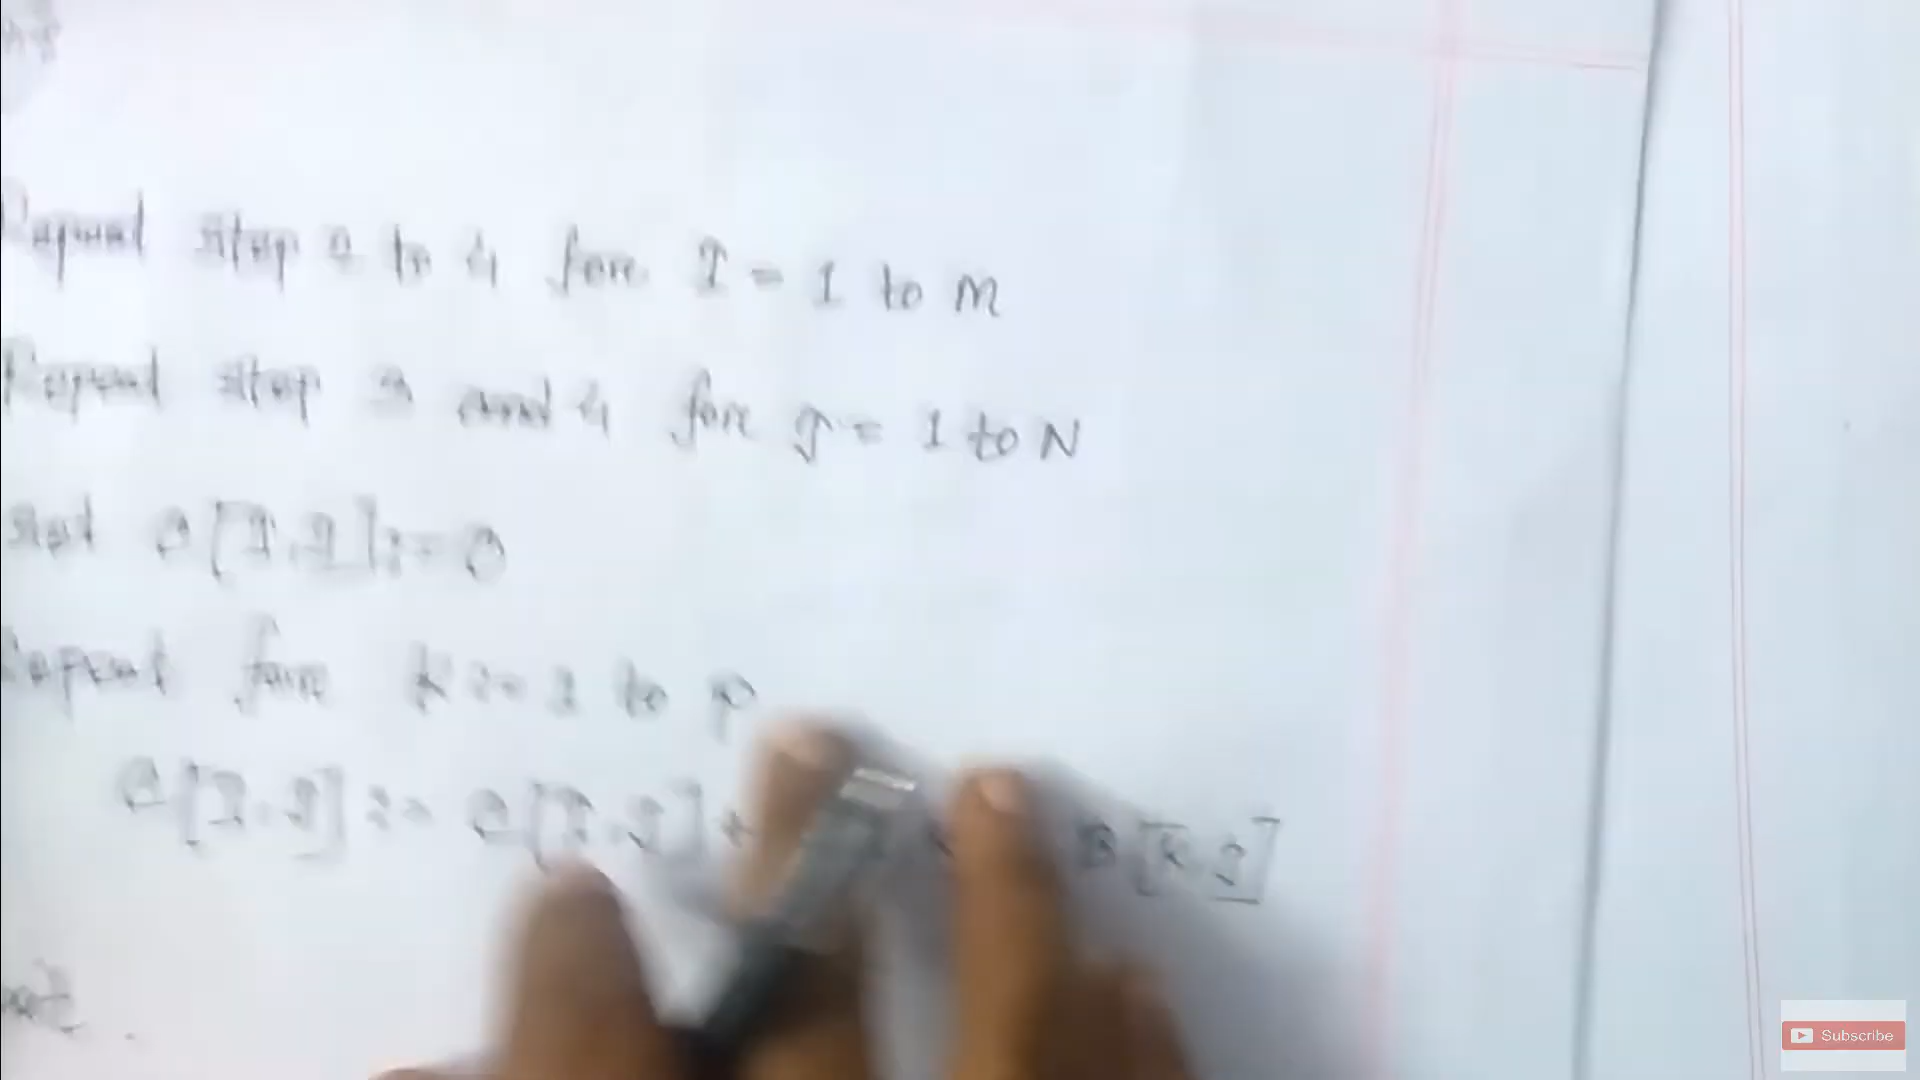 Repeat step 2 to 4 for I = 1 to M
Repeat step 3 and 4 for J = 1 to N
set C[I,J]:=0
Repeat for K := 1 to P
C[I,J] := C[I,J] + B[K,J]
Subscribe